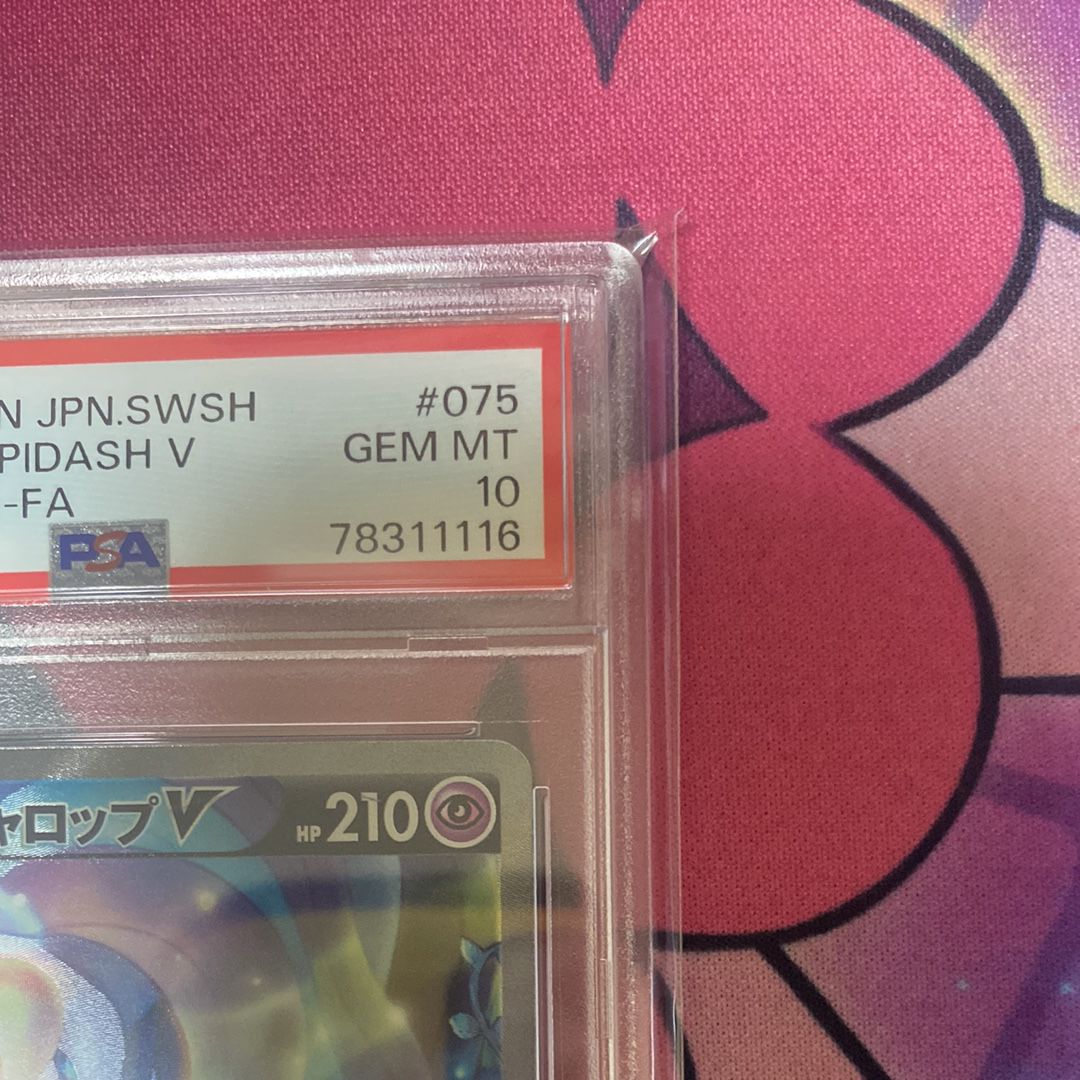 N JPN.SWSH #075
PIDASH V GEM MT
-FA 10
PSA 78311116
ャロップV HP 210